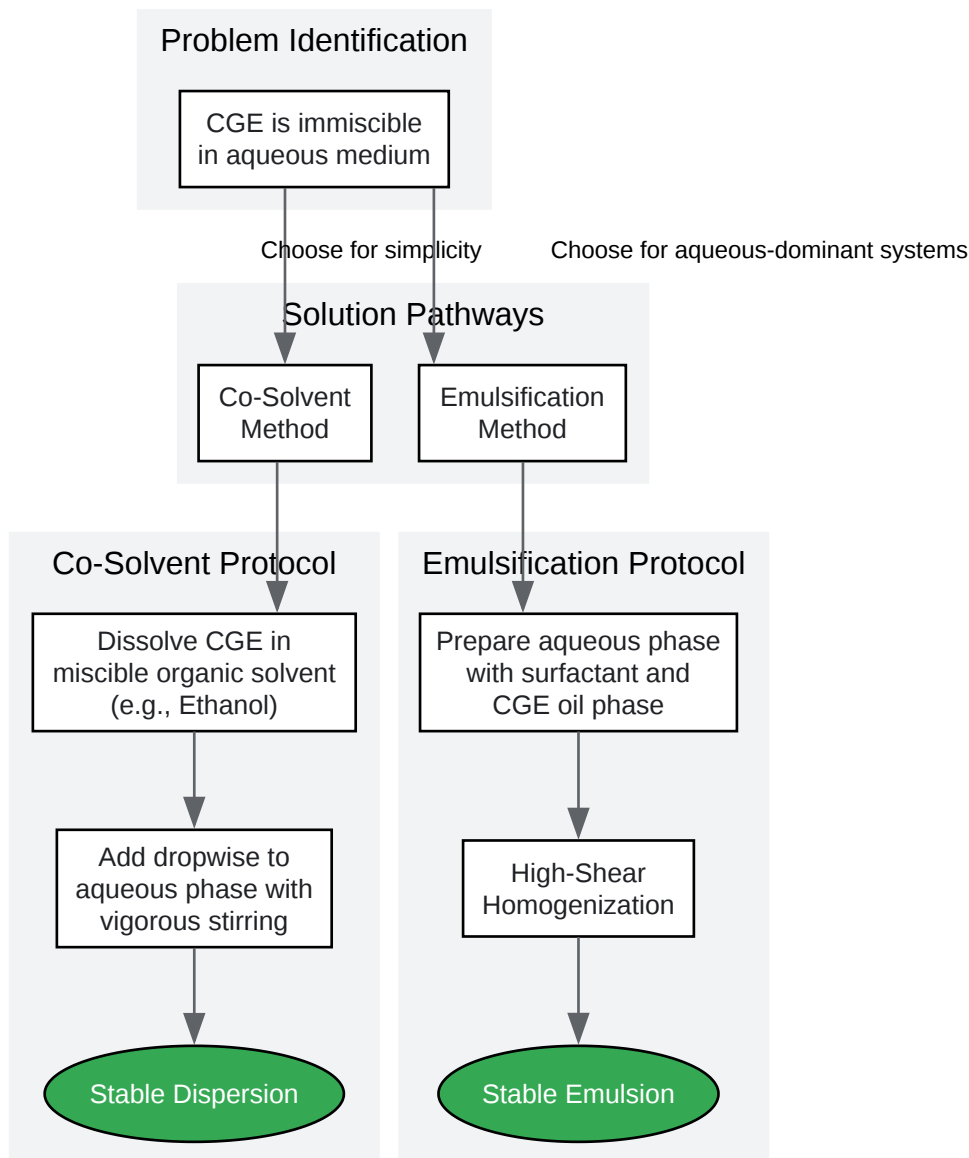 Problem Identification
CGE is immiscible
in aqueous medium
Choose for simplicity
Choose for aqueous-dominant systems
Solution Pathways
Co-Solvent
Method
Emulsification
Method
Co-Solvent Protocol
Dissolve CGE in
miscible organic solvent
(e.g., Ethanol)
Add dropwise to
aqueous phase with
vigorous stirring
Stable Dispersion
Emulsification Protocol
Prepare aqueous phase
with surfactant and
CGE oil phase
High-Shear
Homogenization
Stable Emulsion